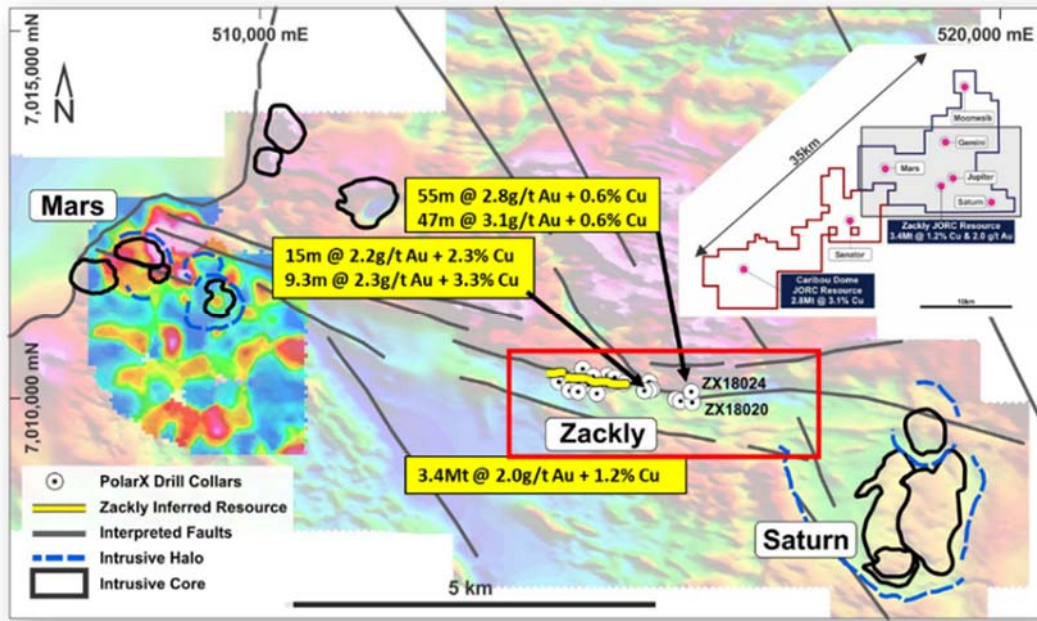 510,000 mE
520,000 mE
7,015,000 mN
N
35km
Moonwalk
Gemini
Mars
Jupiter
Saturn
Zackly JORC Resource
3.4Mt @ 1.2% Cu & 2.0 g/t Au
Senator
Caribou Dome
JORC Resource
2.8Mt @ 3.1% Cu
10km
Mars
55m @ 2.8g/t Au + 0.6% Cu
47m @ 3.1g/t Au + 0.6% Cu
15m @ 2.2g/t Au + 2.3% Cu
9.3m @ 2.3g/t Au + 3.3% Cu
7,010,000 mN
ZX18024
ZX18020
Zackly
3.4Mt @ 2.0g/t Au + 1.2% Cu
Saturn
PolarX Drill Collars
Zackly Inferred Resource
Interpreted Faults
Intrusive Halo
Intrusive Core
5 km